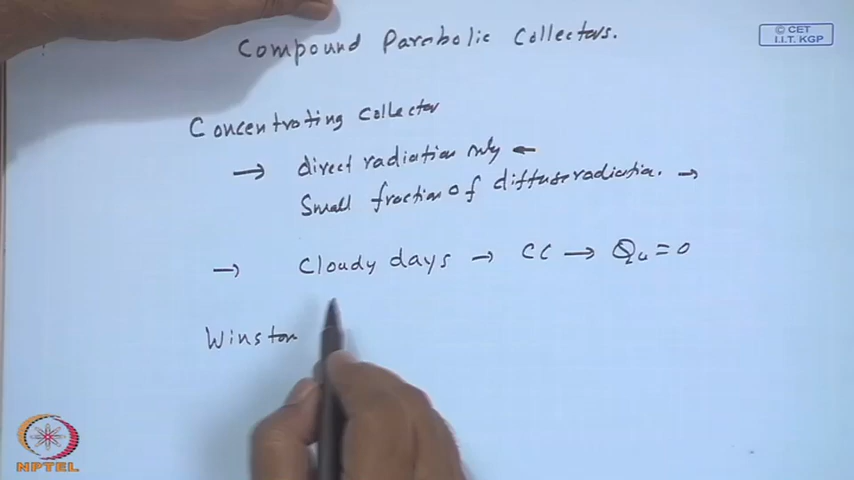 Compound Parabolic Collectors.
© CET
I.I.T. KGP
Concentrating Collector
→ direct radiation only ←
Small fraction of diffuse radiation. →
→ Cloudy days → CC → Qu = 0
Winston
NPTEL